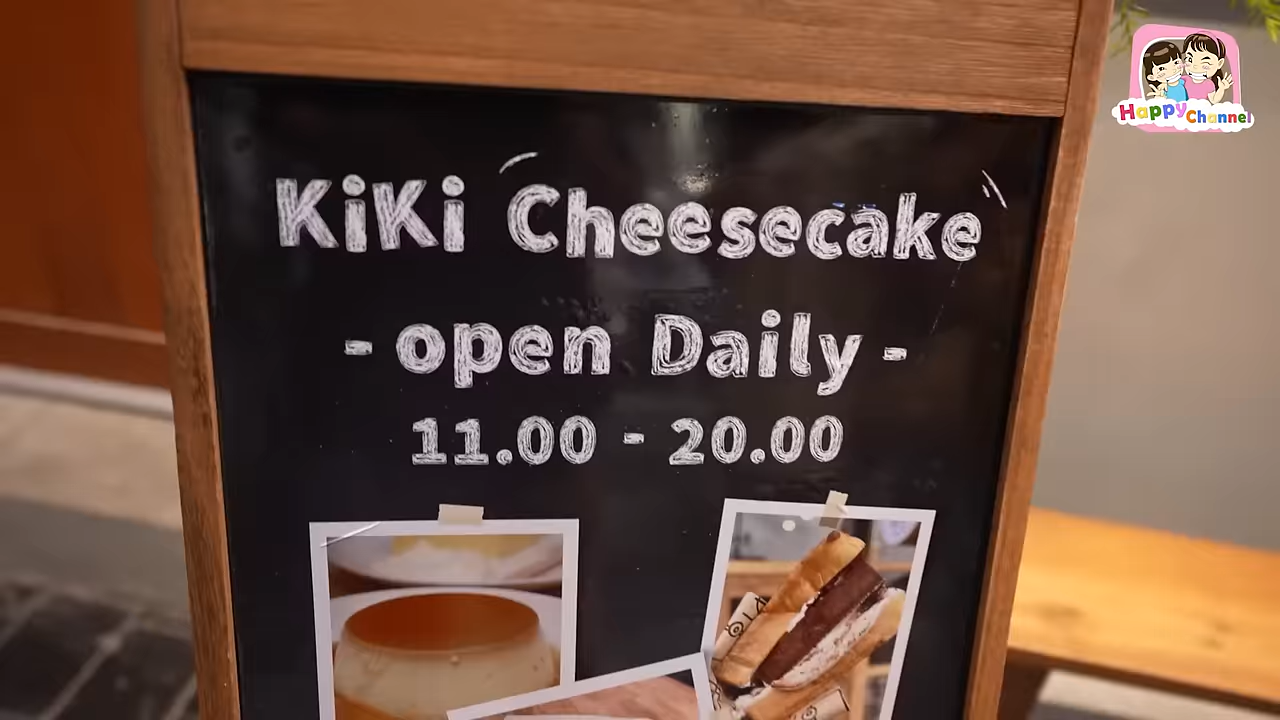 Happy Channel
KiKi Cheesecake
- open Daily -
11.00 - 20.00